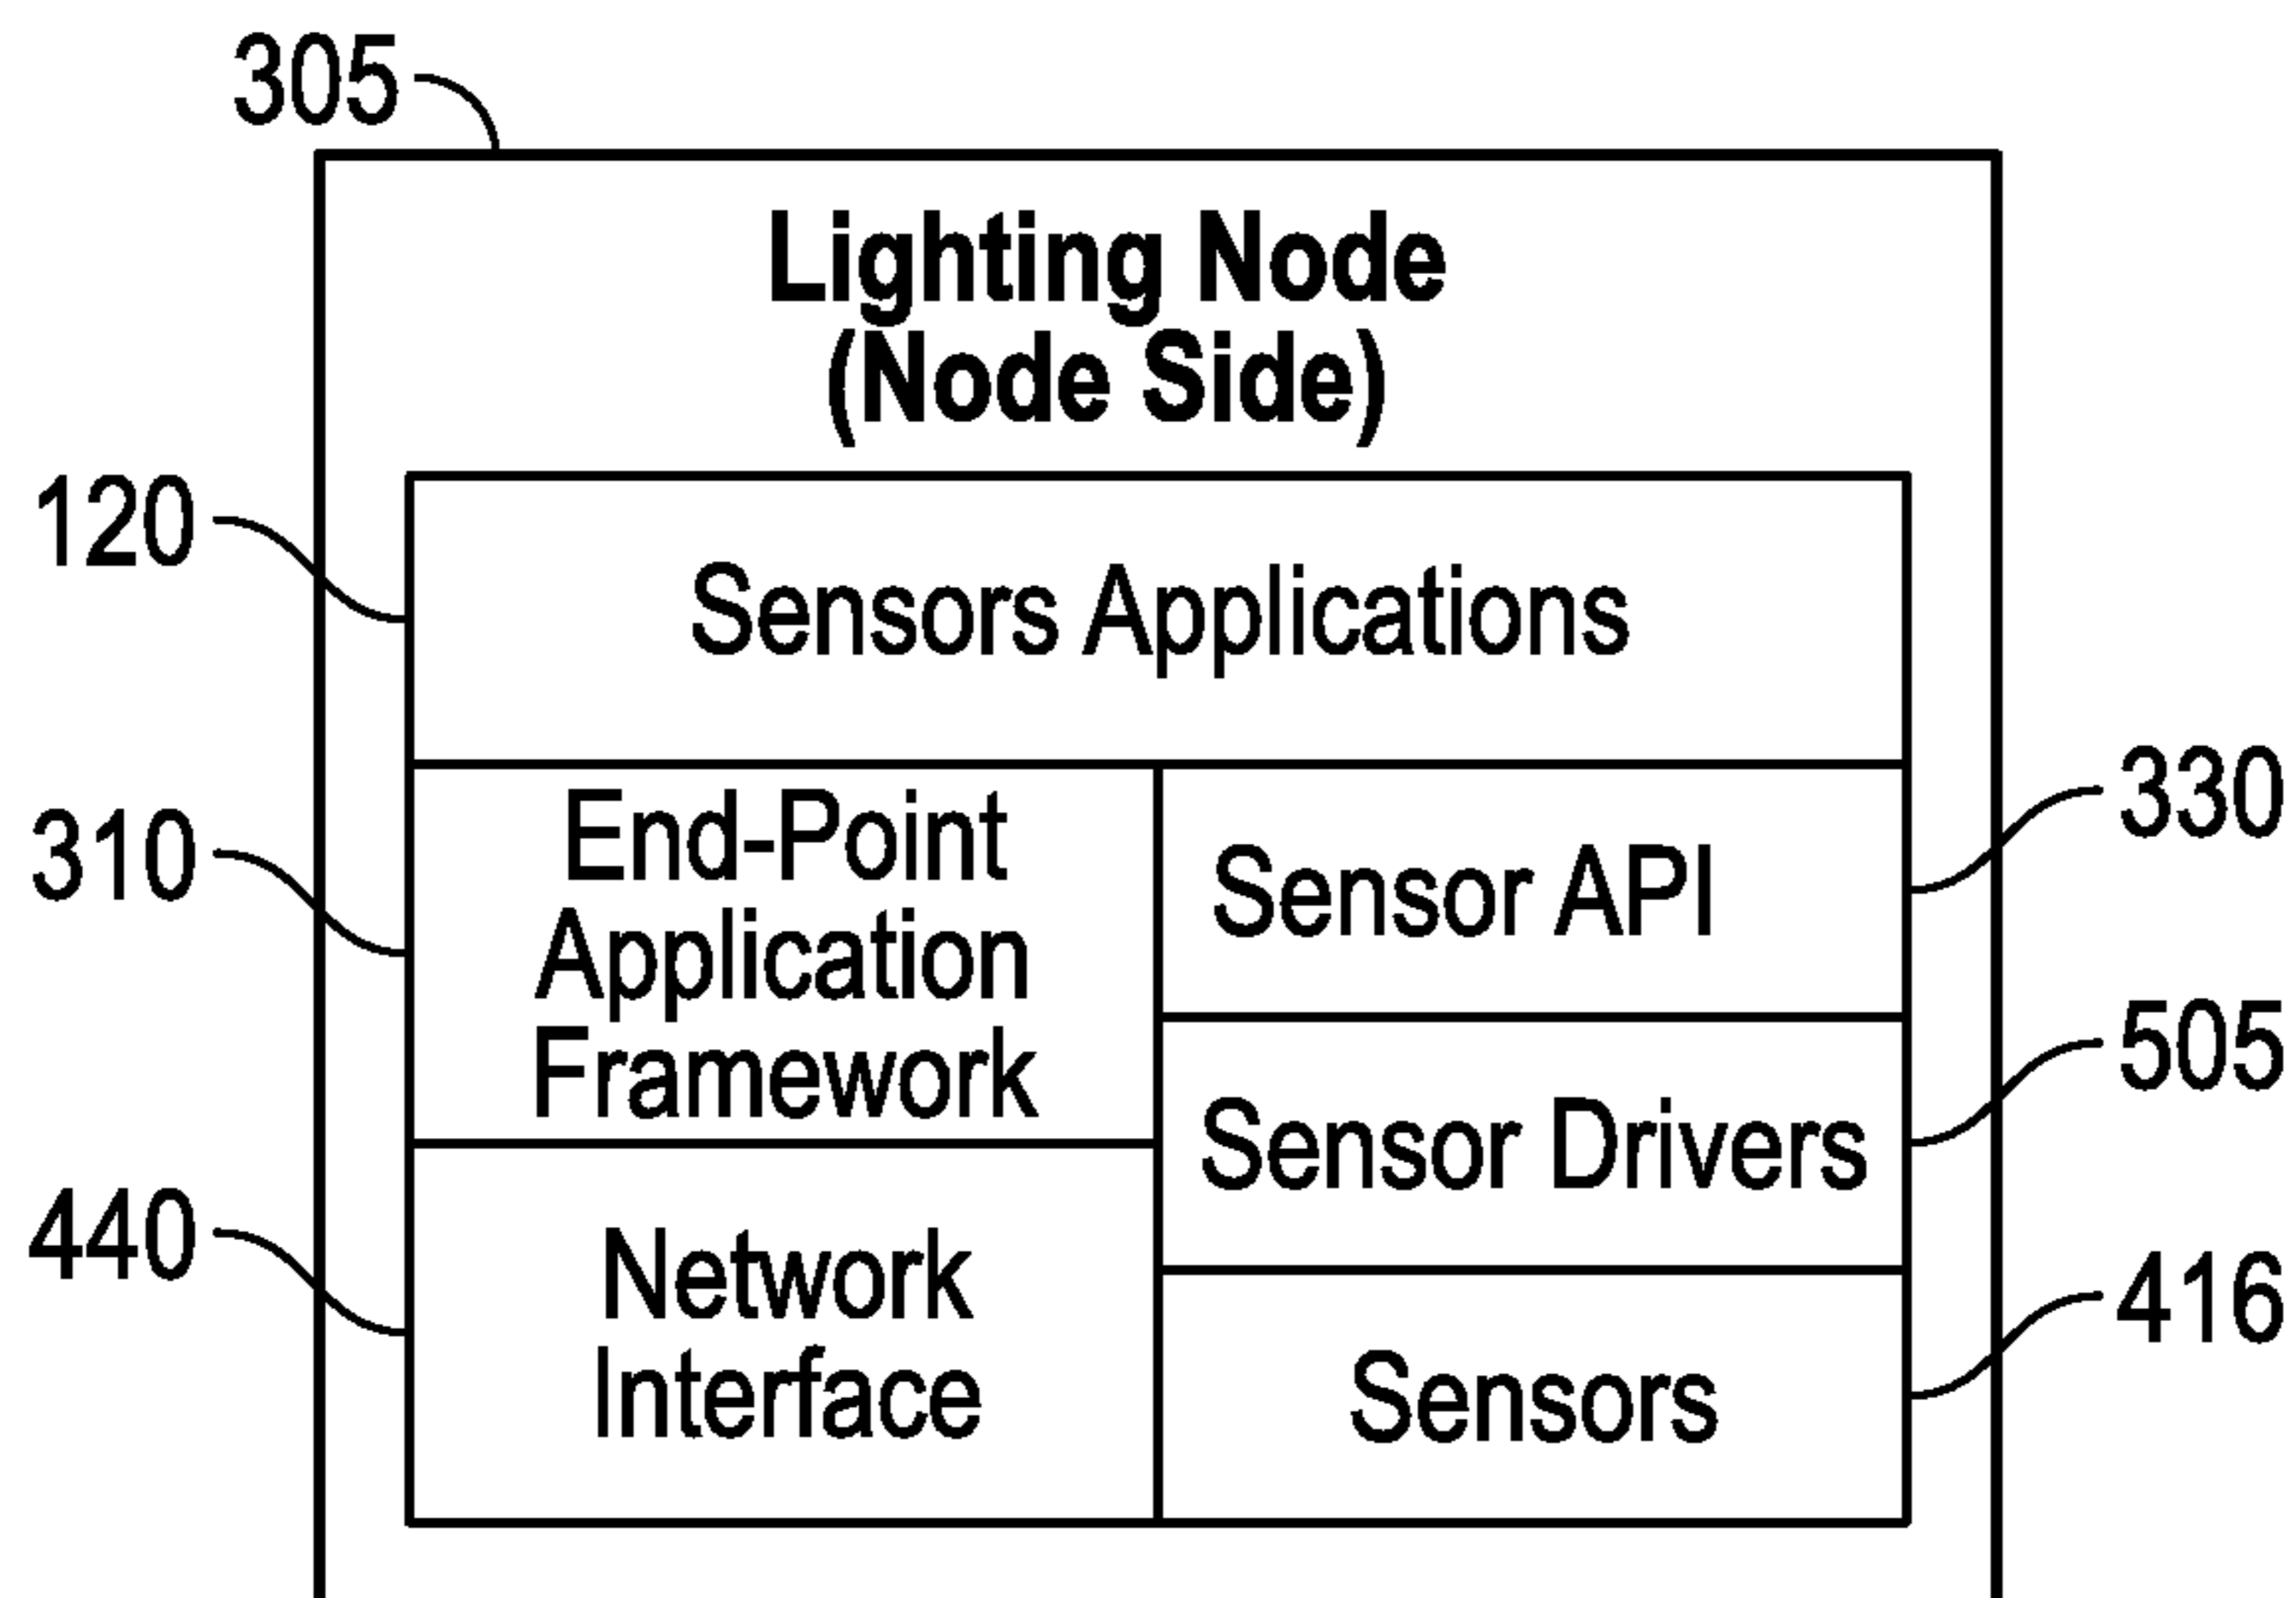 305
Lighting Node
(Node Side)
120
Sensors Applications
310
End-Point
Application
Framework
330
Sensor API
505
Sensor Drivers
440
Network
Interface
416
Sensors